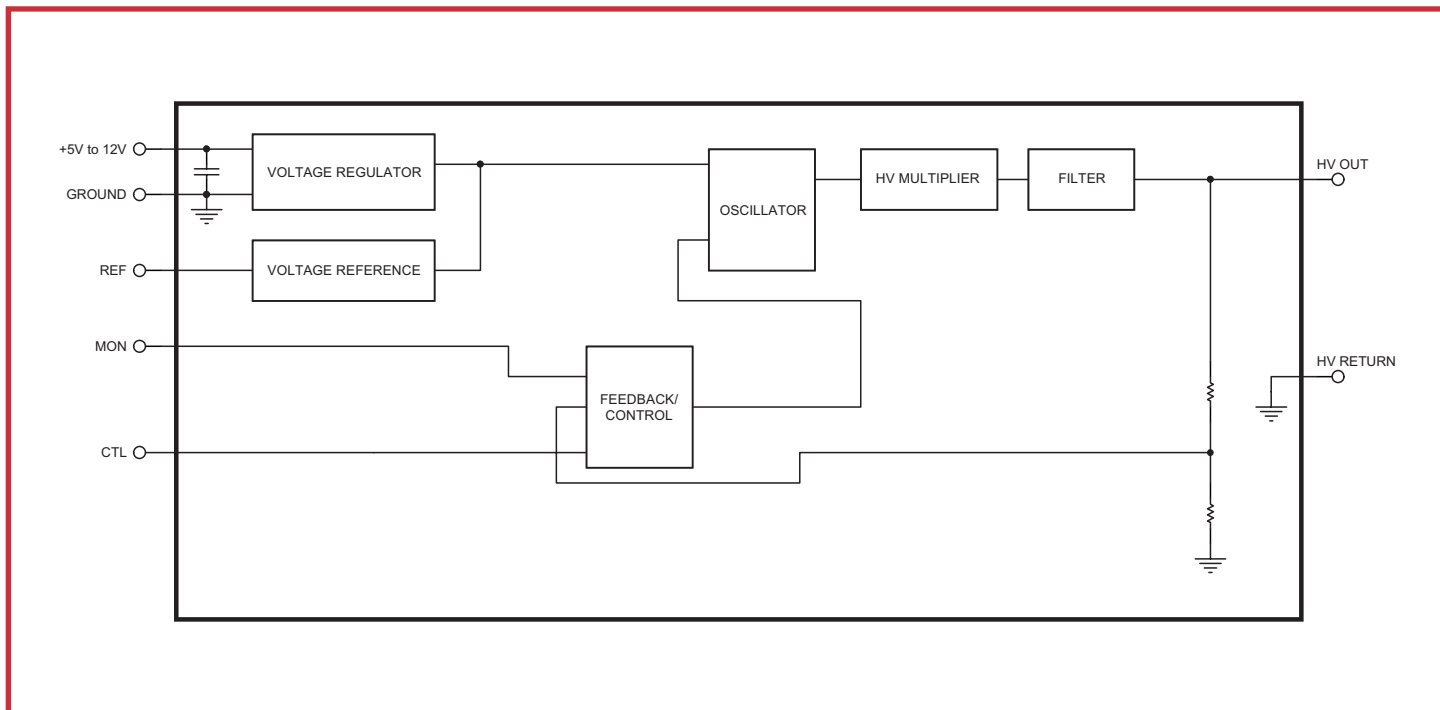 +5V to 12V
GROUND
REF
MON
CTL
VOLTAGE REGULATOR
VOLTAGE REFERENCE
FEEDBACK/
CONTROL
OSCILLATOR
HV MULTIPLIER
FILTER
HV OUT
HV RETURN